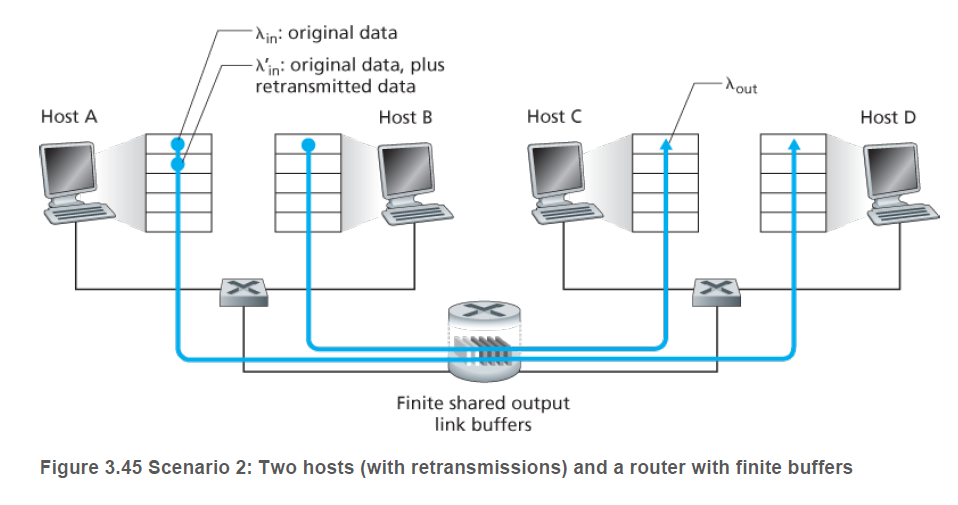 λin: original data
λ'in: original data, plus
retransmitted data
λout
Host A
Host B
Host C
Host D
Finite shared output
link buffers
Figure 3.45 Scenario 2: Two hosts (with retransmissions) and a router with finite buffers